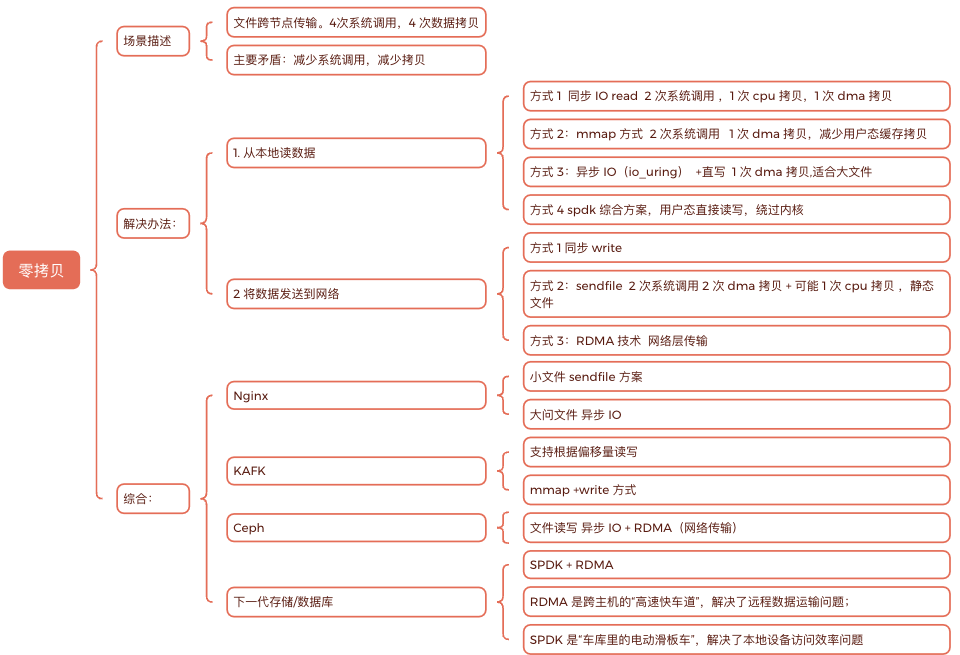 零拷贝
场景描述
文件跨节点传输。4次系统调用，4 次数据拷贝
主要矛盾：减少系统调用，减少拷贝
解决办法：
1. 从本地读数据
方式 1  同步 IO read  2 次系统调用 ，1 次 cpu 拷贝，1 次 dma 拷贝
方式 2：mmap 方式  2 次系统调用   1 次 dma 拷贝，减少用户态缓存拷贝
方式 3：异步 IO（io_uring）  +直写  1 次 dma 拷贝,适合大文件
方式 4 spdk 综合方案，用户态直接读写，绕过内核
2 将数据发送到网络
方式 1 同步 write
方式 2：sendfile  2 次系统调用 2 次 dma 拷贝 + 可能 1 次 cpu 拷贝 ，静态
文件
方式 3：RDMA 技术  网络层传输
综合：
Nginx
小文件 sendfile 方案
大问文件 异步 IO
KAFK
支持根据偏移量读写
mmap +write 方式
Ceph
文件读写 异步 IO + RDMA（网络传输）
下一代存储/数据库
SPDK + RDMA
RDMA 是跨主机的“高速快车道”，解决了远程数据运输问题；
SPDK 是“车库里的电动滑板车”，解决了本地设备访问效率问题